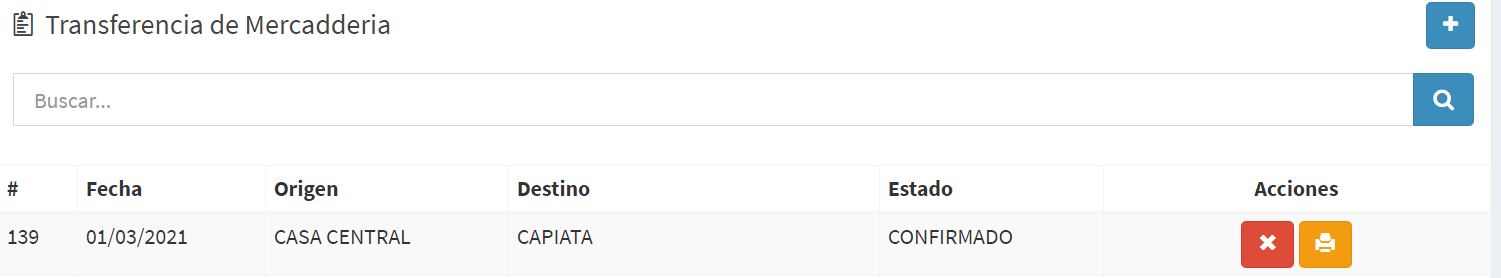 Transferencia de Mercadderia
Buscar...
# Fecha Origen Destino Estado Acciones
139 01/03/2021 CASA CENTRAL CAPIATA CONFIRMADO